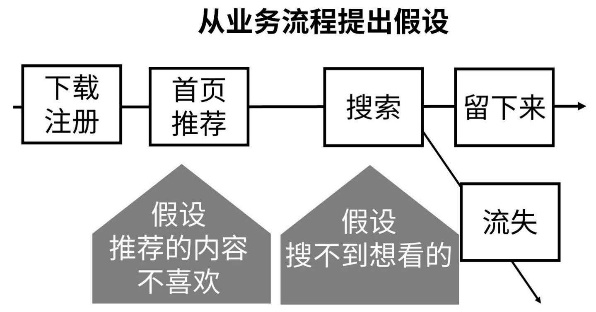 从业务流程提出假设
下载
注册
首页
推荐
搜索
留下来
流失
假设
推荐的内容
不喜欢
假设
搜不到想看的